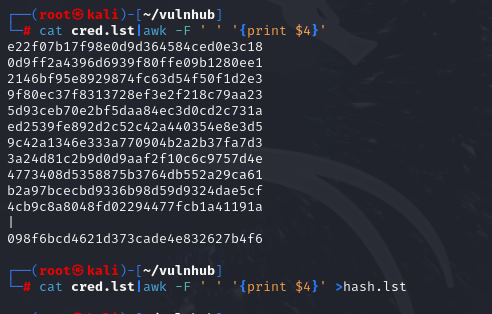 ┌──(root㉿kali)-[~/vulnhub]
└─# cat cred.lst|awk -F ' ' '{print $4}'
e22f07b17f98e0d9d364584ced0e3c18
0d9ff2a4396d6939f80ffe09b1280ee1
2146bf95e8929874fc63d54f50f1d2e3
9f80ec37f8313728ef3e2f218c79aa23
5d93ceb70e2bf5daa84ec3d0cd2c731a
ed2539fe892d2c52c42a440354e8e3d5
9c42a1346e333a770904b2a2b37fa7d3
3a24d81c2b9d0d9aaf2f10c6c9757d4e
4773408d5358875b3764db552a29ca61
b2a97bcecbd9336b98d59d9324dae5cf
4cb9c8a8048fd02294477fcb1a41191a
|
098f6bcd4621d373cade4e832627b4f6
┌──(root㉿kali)-[~/vulnhub]
└─# cat cred.lst|awk -F ' ' '{print $4}' >hash.lst